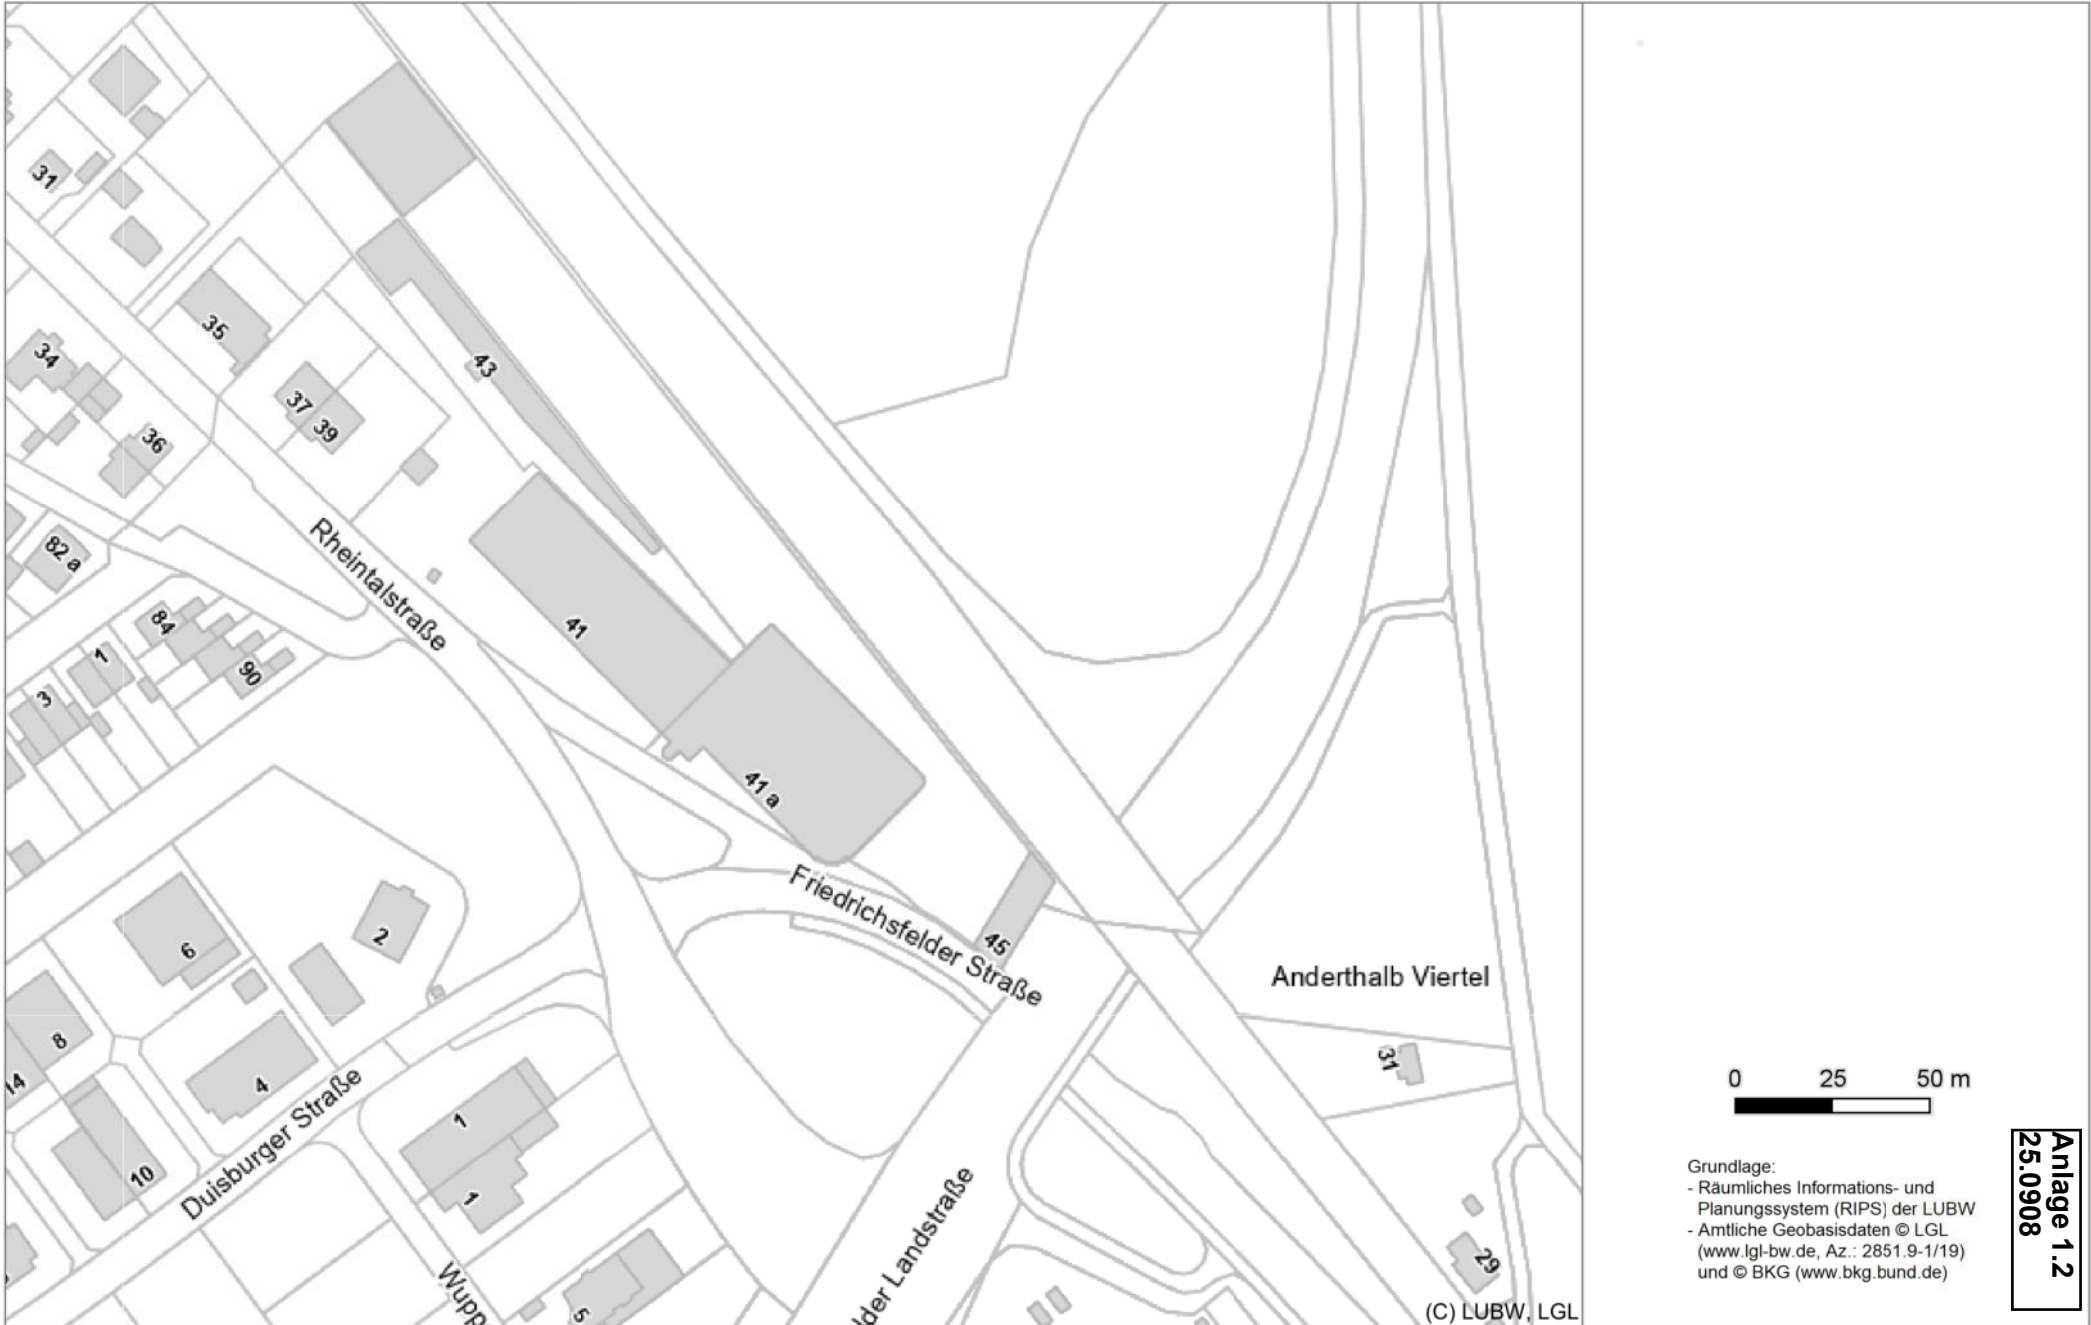 31
35
34
43
37
39
36
Rheintalstraße
82 a
84
41
1
90
3
41 a
Friedrichsfelder Straße
2
45
6
Anderthalb Viertel
8
31
14
4
0 25 50 m
1
Duisburger Straße
10
1
Grundlage:
- Räumliches Informations- und
Planungssystem (RIPS) der LUBW
- Amtliche Geobasisdaten © LGL
(www.lgl-bw.de, Az.: 2851.9-1/19)
und © BKG (www.bkg.bund.de)
Anlage 1.2
25.0908
29
Wupp
5
lder Landstraße
(C) LUBW, LGL